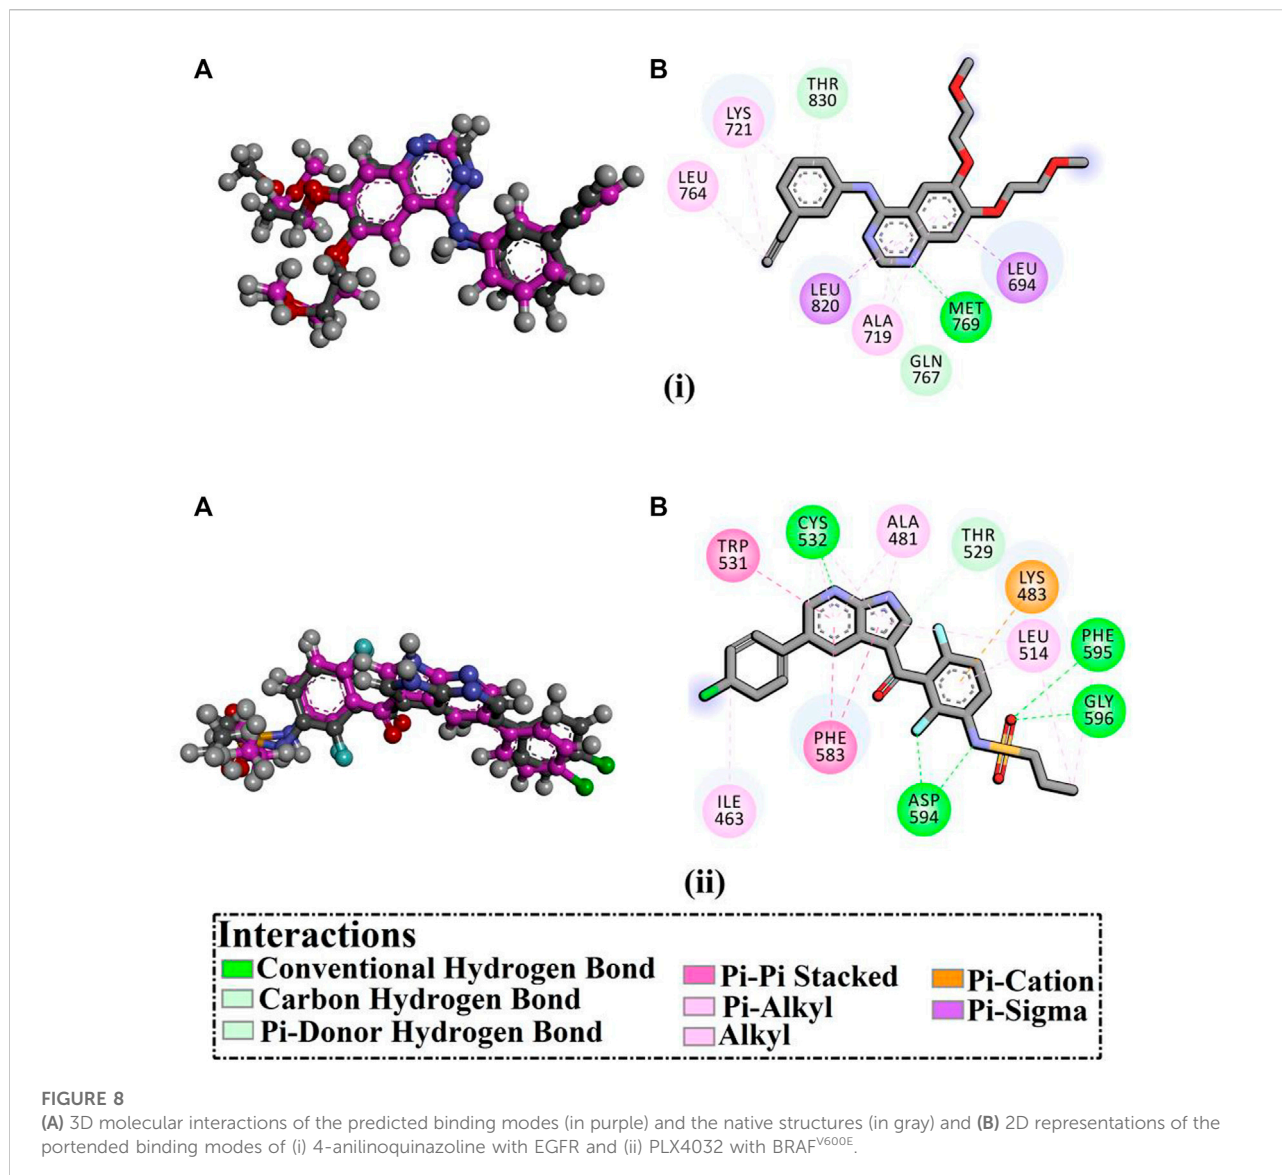 A
B
THR
830
LYS
721
LEU
764
LEU
820
ALA
719
GLN
767
MET
769
LEU
694
(i)
A
B
CYS
532
ALA
481
THR
529
TRP
531
LYS
483
LEU
514
PHE
595
GLY
596
PHE
583
ILE
463
ASP
594
(ii)
Interactions
Conventional Hydrogen Bond
Carbon Hydrogen Bond
Pi-Donor Hydrogen Bond
Pi-Pi Stacked
Pi-Alkyl
Alkyl
Pi-Cation
Pi-Sigma
FIGURE 8
(A) 3D molecular interactions of the predicted binding modes (in purple) and the native structures (in gray) and (B) 2D representations of the
portended binding modes of (i) 4-anilinoquinazoline with EGFR and (ii) PLX4032 with BRAFV600E.